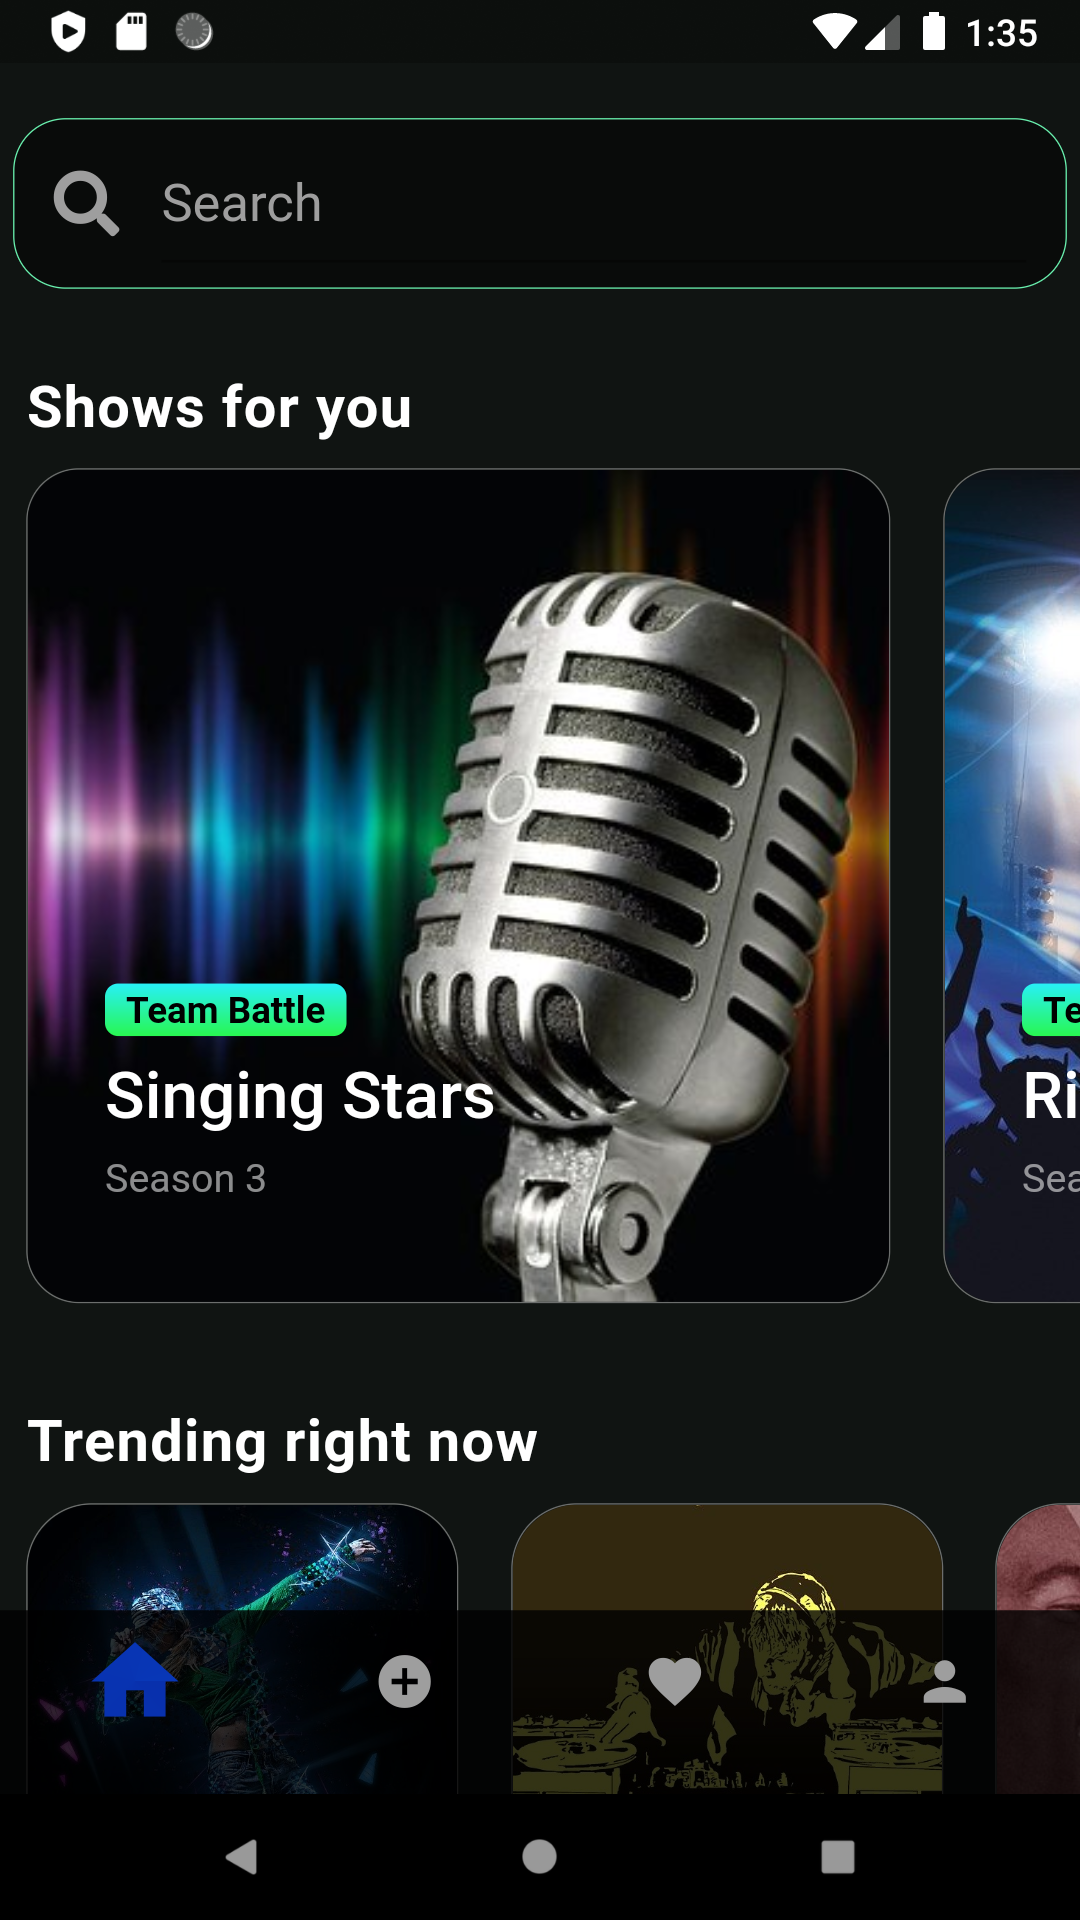 1:35
Search
Shows for you
Team Battle
Singing Stars
Season 3
Te
Ri
Sea
Trending right now